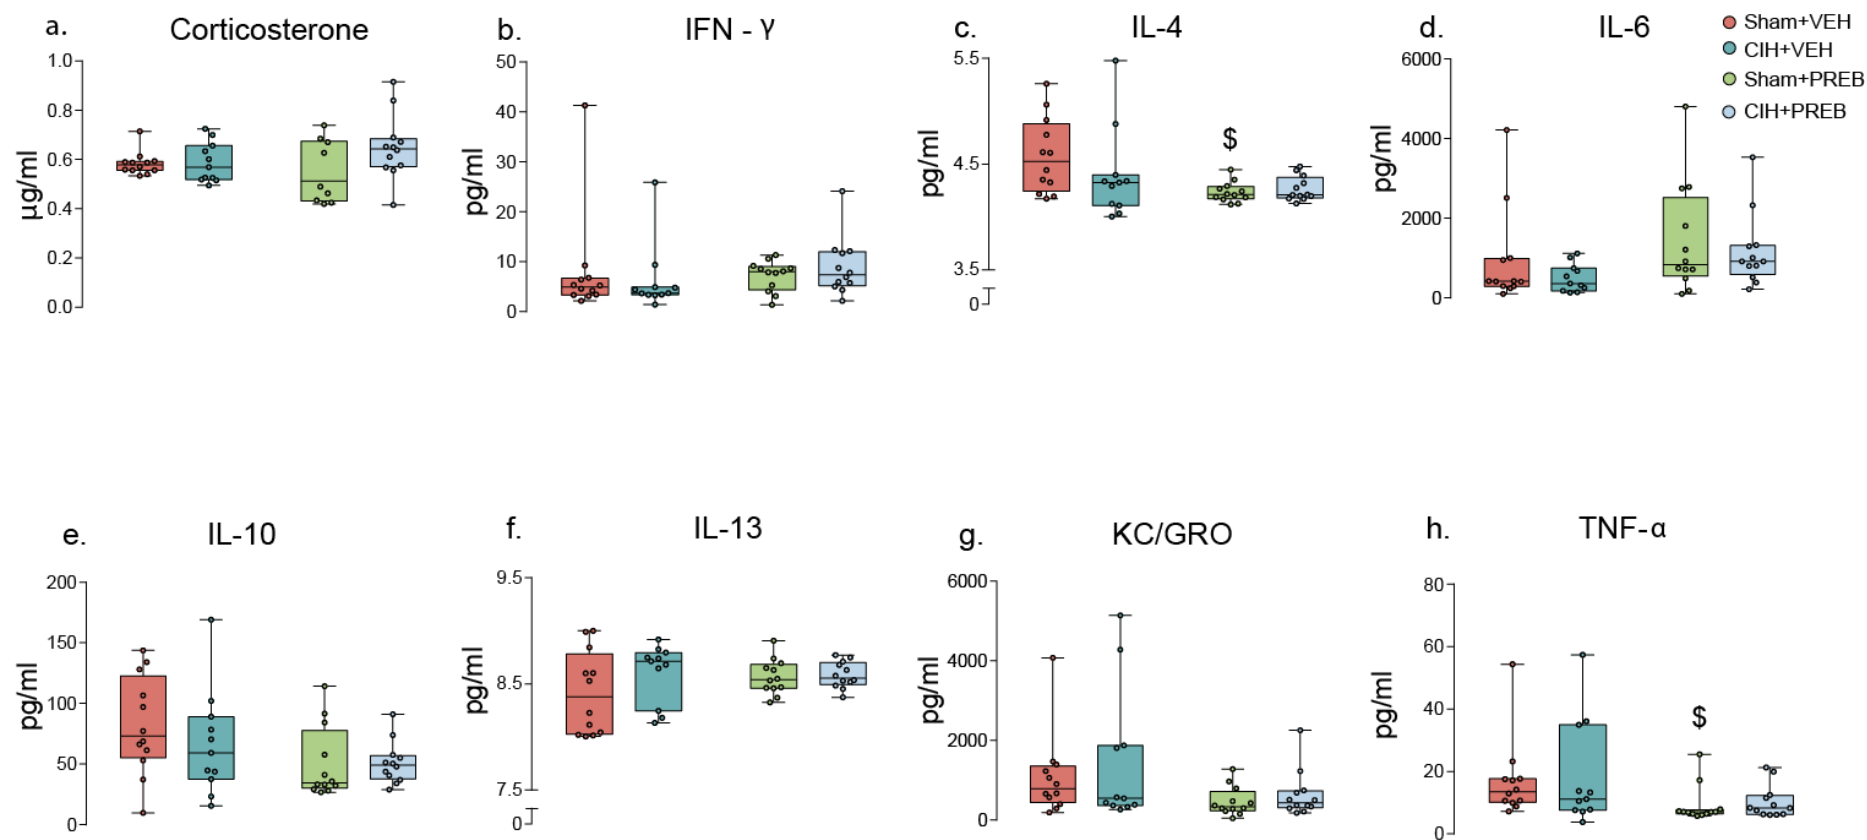 a. Corticosterone
b. IFN - γ
c. IL-4
d. IL-6
Sham+VEH
CIH+VEH
Sham+PREB
CIH+PREB
µg/ml
1.0
0.8
0.6
0.4
0.2
0.0
pg/ml
50
40
30
20
10
0
pg/ml
5.5
4.5
3.5
0
$
pg/ml
6000
4000
2000
0
e. IL-10
f. IL-13
g. KC/GRO
h. TNF-α
pg/ml
200
150
100
50
0
pg/ml
9.5
8.5
7.5
0
pg/ml
6000
4000
2000
0
pg/ml
80
60
40
20
0
$